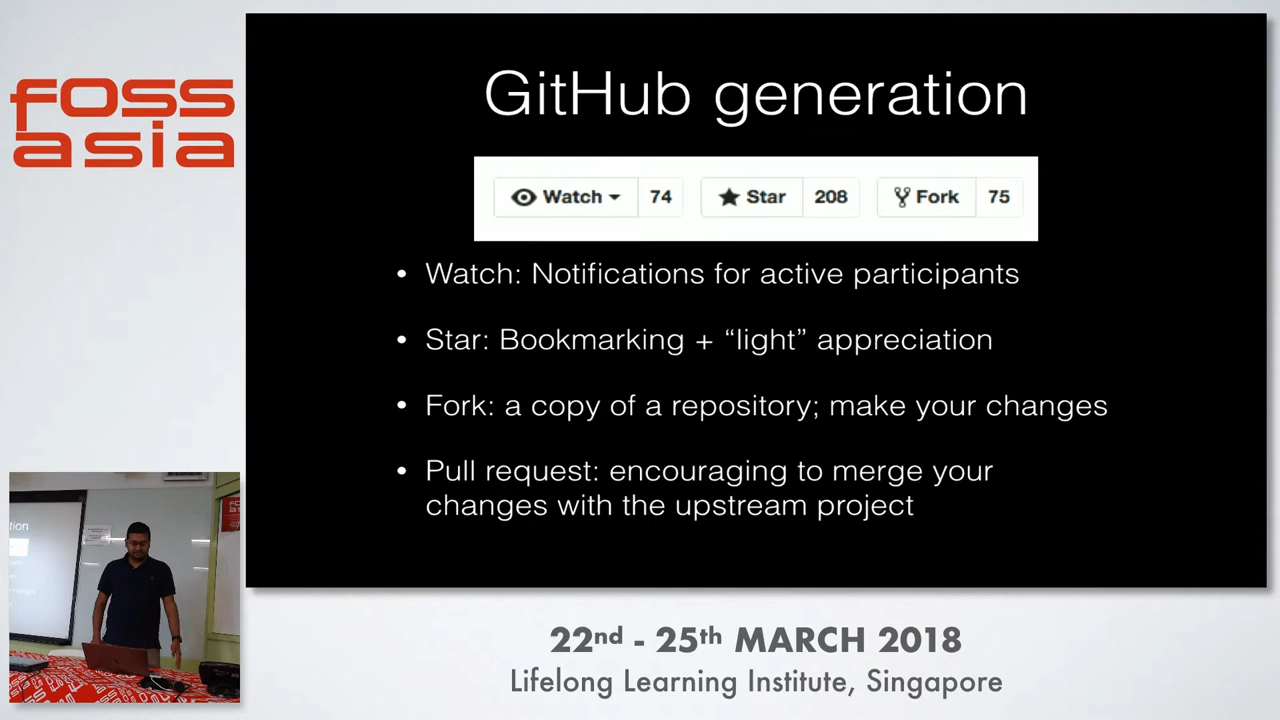 foss
asia
GitHub generation
Watch 74 Star 208 Fork 75
• Watch: Notifications for active participants
• Star: Bookmarking + “light” appreciation
• Fork: a copy of a repository; make your changes
• Pull request: encouraging to merge your
changes with the upstream project
22nd - 25th MARCH 2018
Lifelong Learning Institute, Singapore